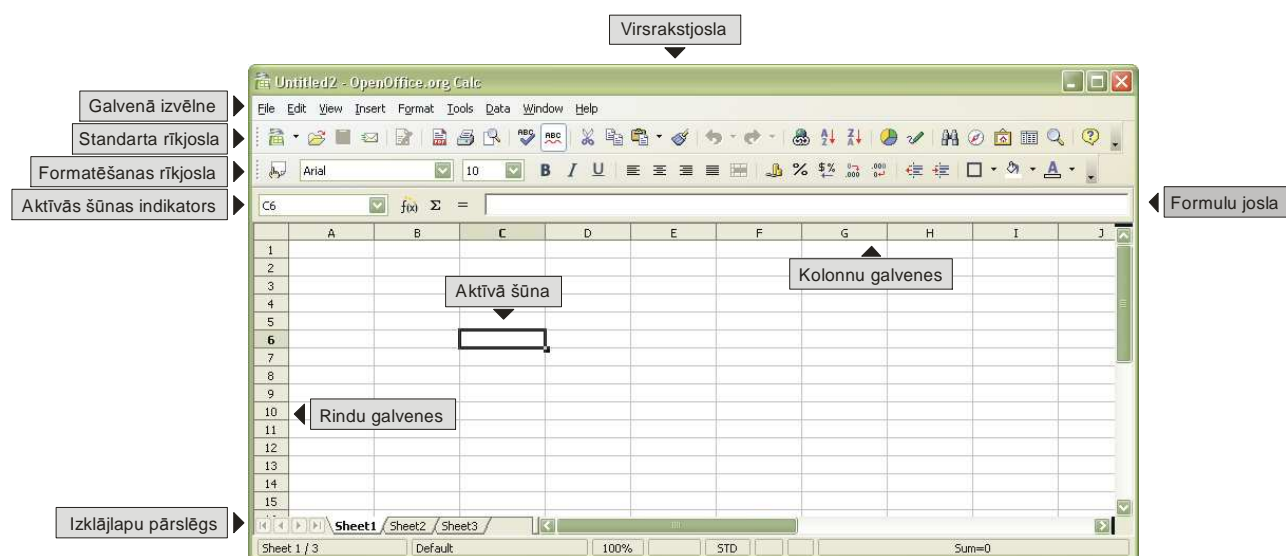 Virsrakstjosla
Untitled2 - OpenOffice.org Calc
Galvenā izvēlne
File Edit View Insert Format Tools Data Window Help
Standarta rīkjosla
Formatēšanas rīkjosla
Arial 10 B I U
Aktīvās šūnas indikators
C6 f(x) Σ =
Formulu josla
A B C D E F G H I J
1
2
3
Kolonnu galvenes
Aktīvā šūna
4
5
6
7
8
9
10
Rindu galvenes
11
12
13
14
15
Izklājlapu pārslēgs
Sheet1 Sheet2 Sheet3
Sheet 1 / 3 Default 100% STD Sum=0